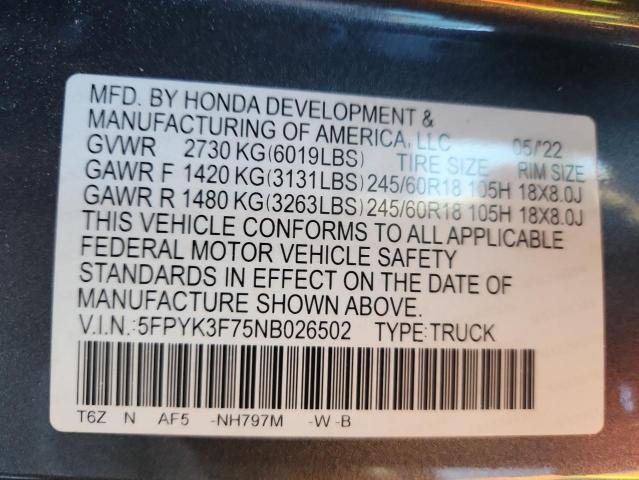 MFD. BY HONDA DEVELOPMENT &
MANUFACTURING OF AMERICA, LLC 05/'22
GVWR 2730 KG(6019LBS) TIRE SIZE RIM SIZE
GAWR F 1420 KG(3131LBS) 245/60R18 105H 18X8.0J
GAWR R 1480 KG(3263LBS) 245/60R18 105H 18X8.0J
THIS VEHICLE CONFORMS TO ALL APPLICABLE
FEDERAL MOTOR VEHICLE SAFETY
STANDARDS IN EFFECT ON THE DATE OF
MANUFACTURE SHOWN ABOVE.
V.I.N.:5FPYK3F75NB026502 TYPE:TRUCK
T6Z N AF5 -NH797M -W-B